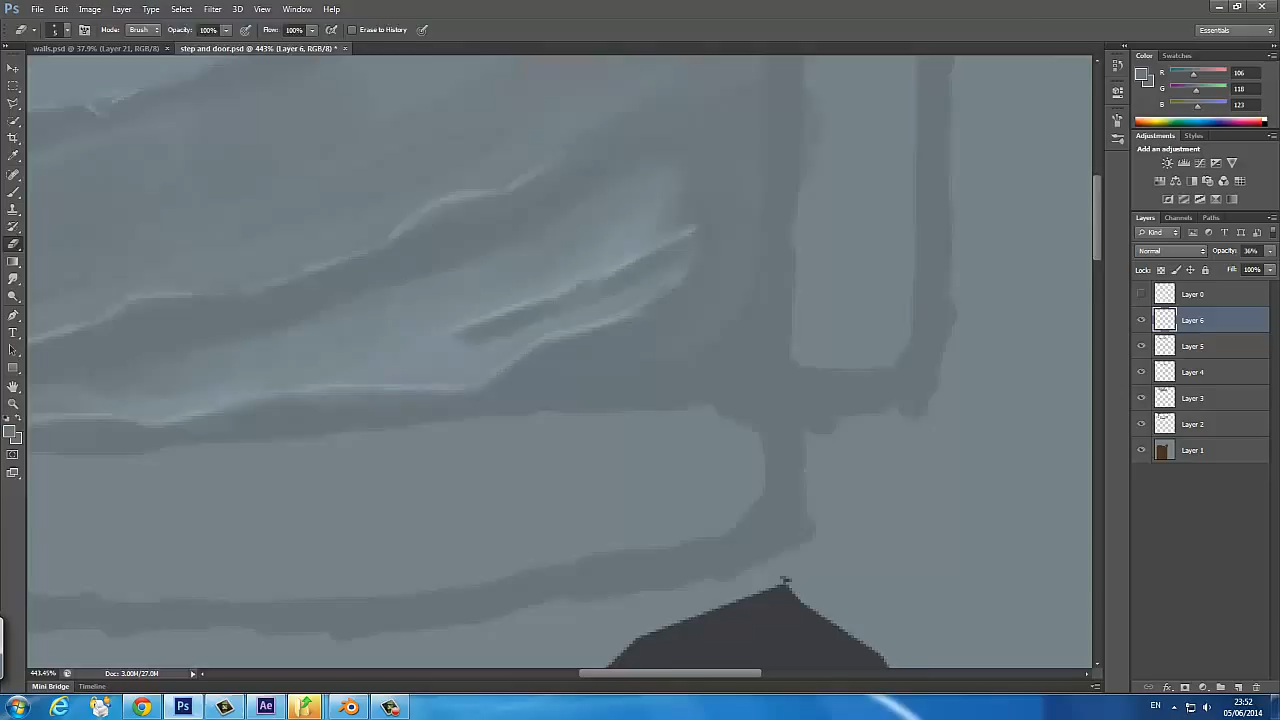 Ps File Edit Image Layer Type Select Filter 3D View Window Help
5 Mode: Brush Opacity: 100% Flow: 100% Erase to History Essentials
walls.psd @ 37.9% (Layer 21, RGB/8) × step and door.psd @ 443% (Layer 6, RGB/8) * ×
Color Swatches
R 106
G 118
B 123
Adjustments Styles
Add an adjustment
Layers Channels Paths
Kind
Normal Opacity: 36%
Lock: Fill: 100%
Layer 0
Layer 6
Layer 5
Layer 4
Layer 3
Layer 2
Layer 1
443.45% Doc: 3.00M/27.0M
Mini Bridge Timeline
Ps Ae EN 23:52
05/06/2014